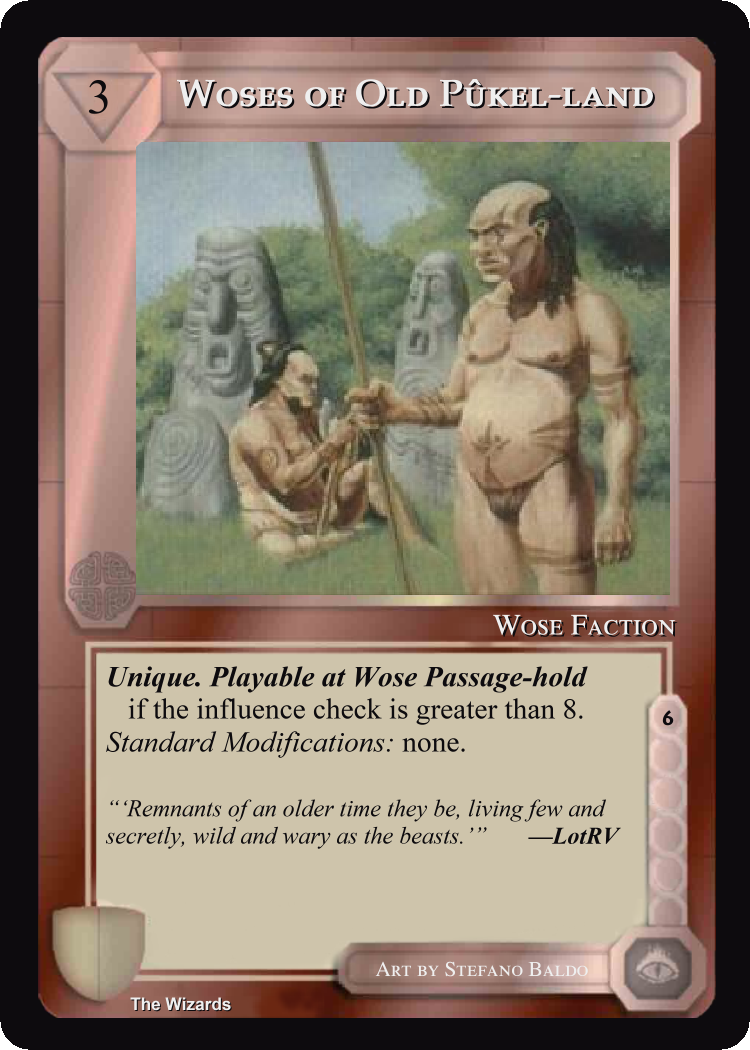 3
Woses of Old Pûkel-land
Wose Faction
Unique. Playable at Wose Passage-hold
if the influence check is greater than 8.
Standard Modifications: none.
6
“‘Remnants of an older time they be, living few and
secretly, wild and wary as the beasts.’” —LotRV
Art by Stefano Baldo
The Wizards